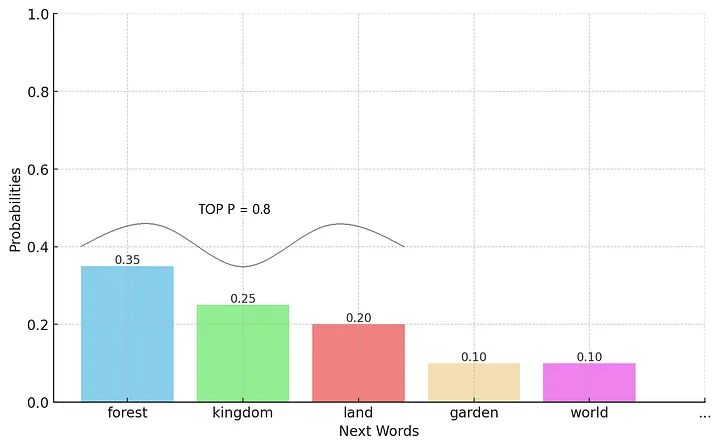 1.0
0.8
0.6
0.4
0.2
0.0
Probabilities
TOP P = 0.8
0.35
0.25
0.20
0.10
0.10
forest kingdom land garden world ...
Next Words